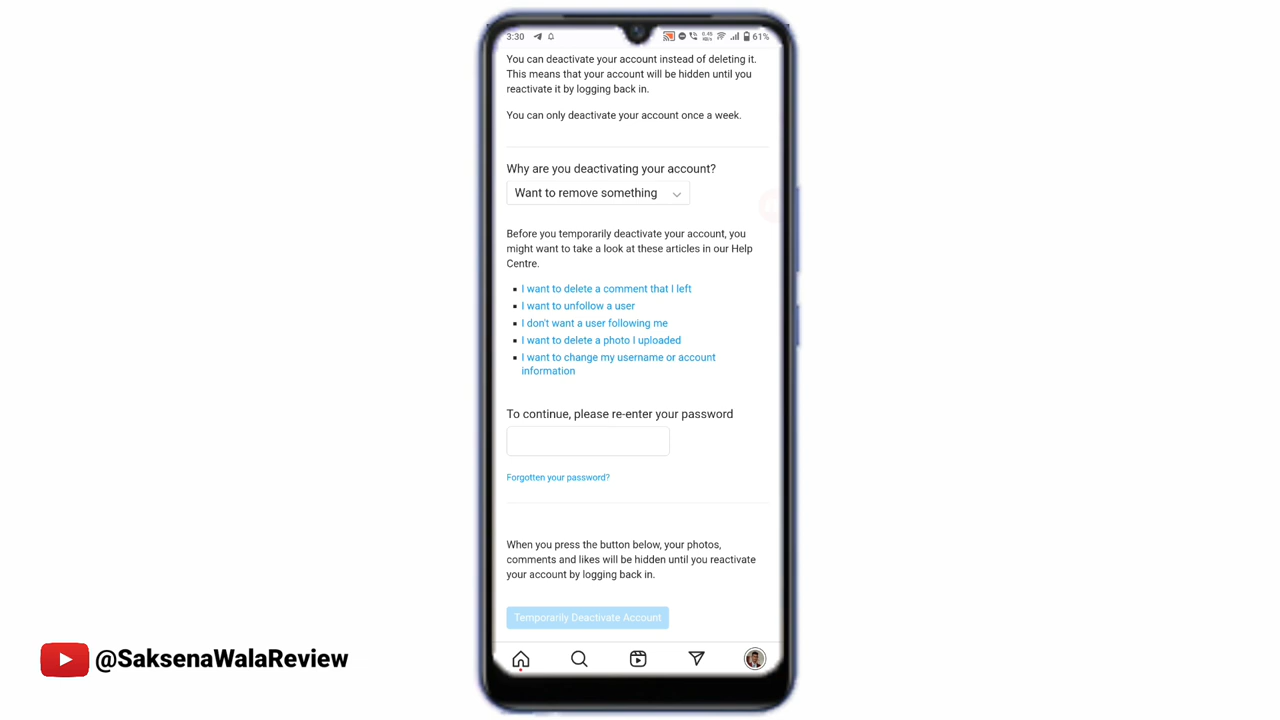 3:30
0.45
KB/s
61%
You can deactivate your account instead of deleting it.
This means that your account will be hidden until you
reactivate it by logging back in.
You can only deactivate your account once a week.
Why are you deactivating your account?
Want to remove something
Before you temporarily deactivate your account, you
might want to take a look at these articles in our Help
Centre.
I want to delete a comment that I left
I want to unfollow a user
I don't want a user following me
I want to delete a photo I uploaded
I want to change my username or account
information
To continue, please re-enter your password
Forgotten your password?
When you press the button below, your photos,
comments and likes will be hidden until you reactivate
your account by logging back in.
Temporarily Deactivate Account
@SaksenaWalaReview